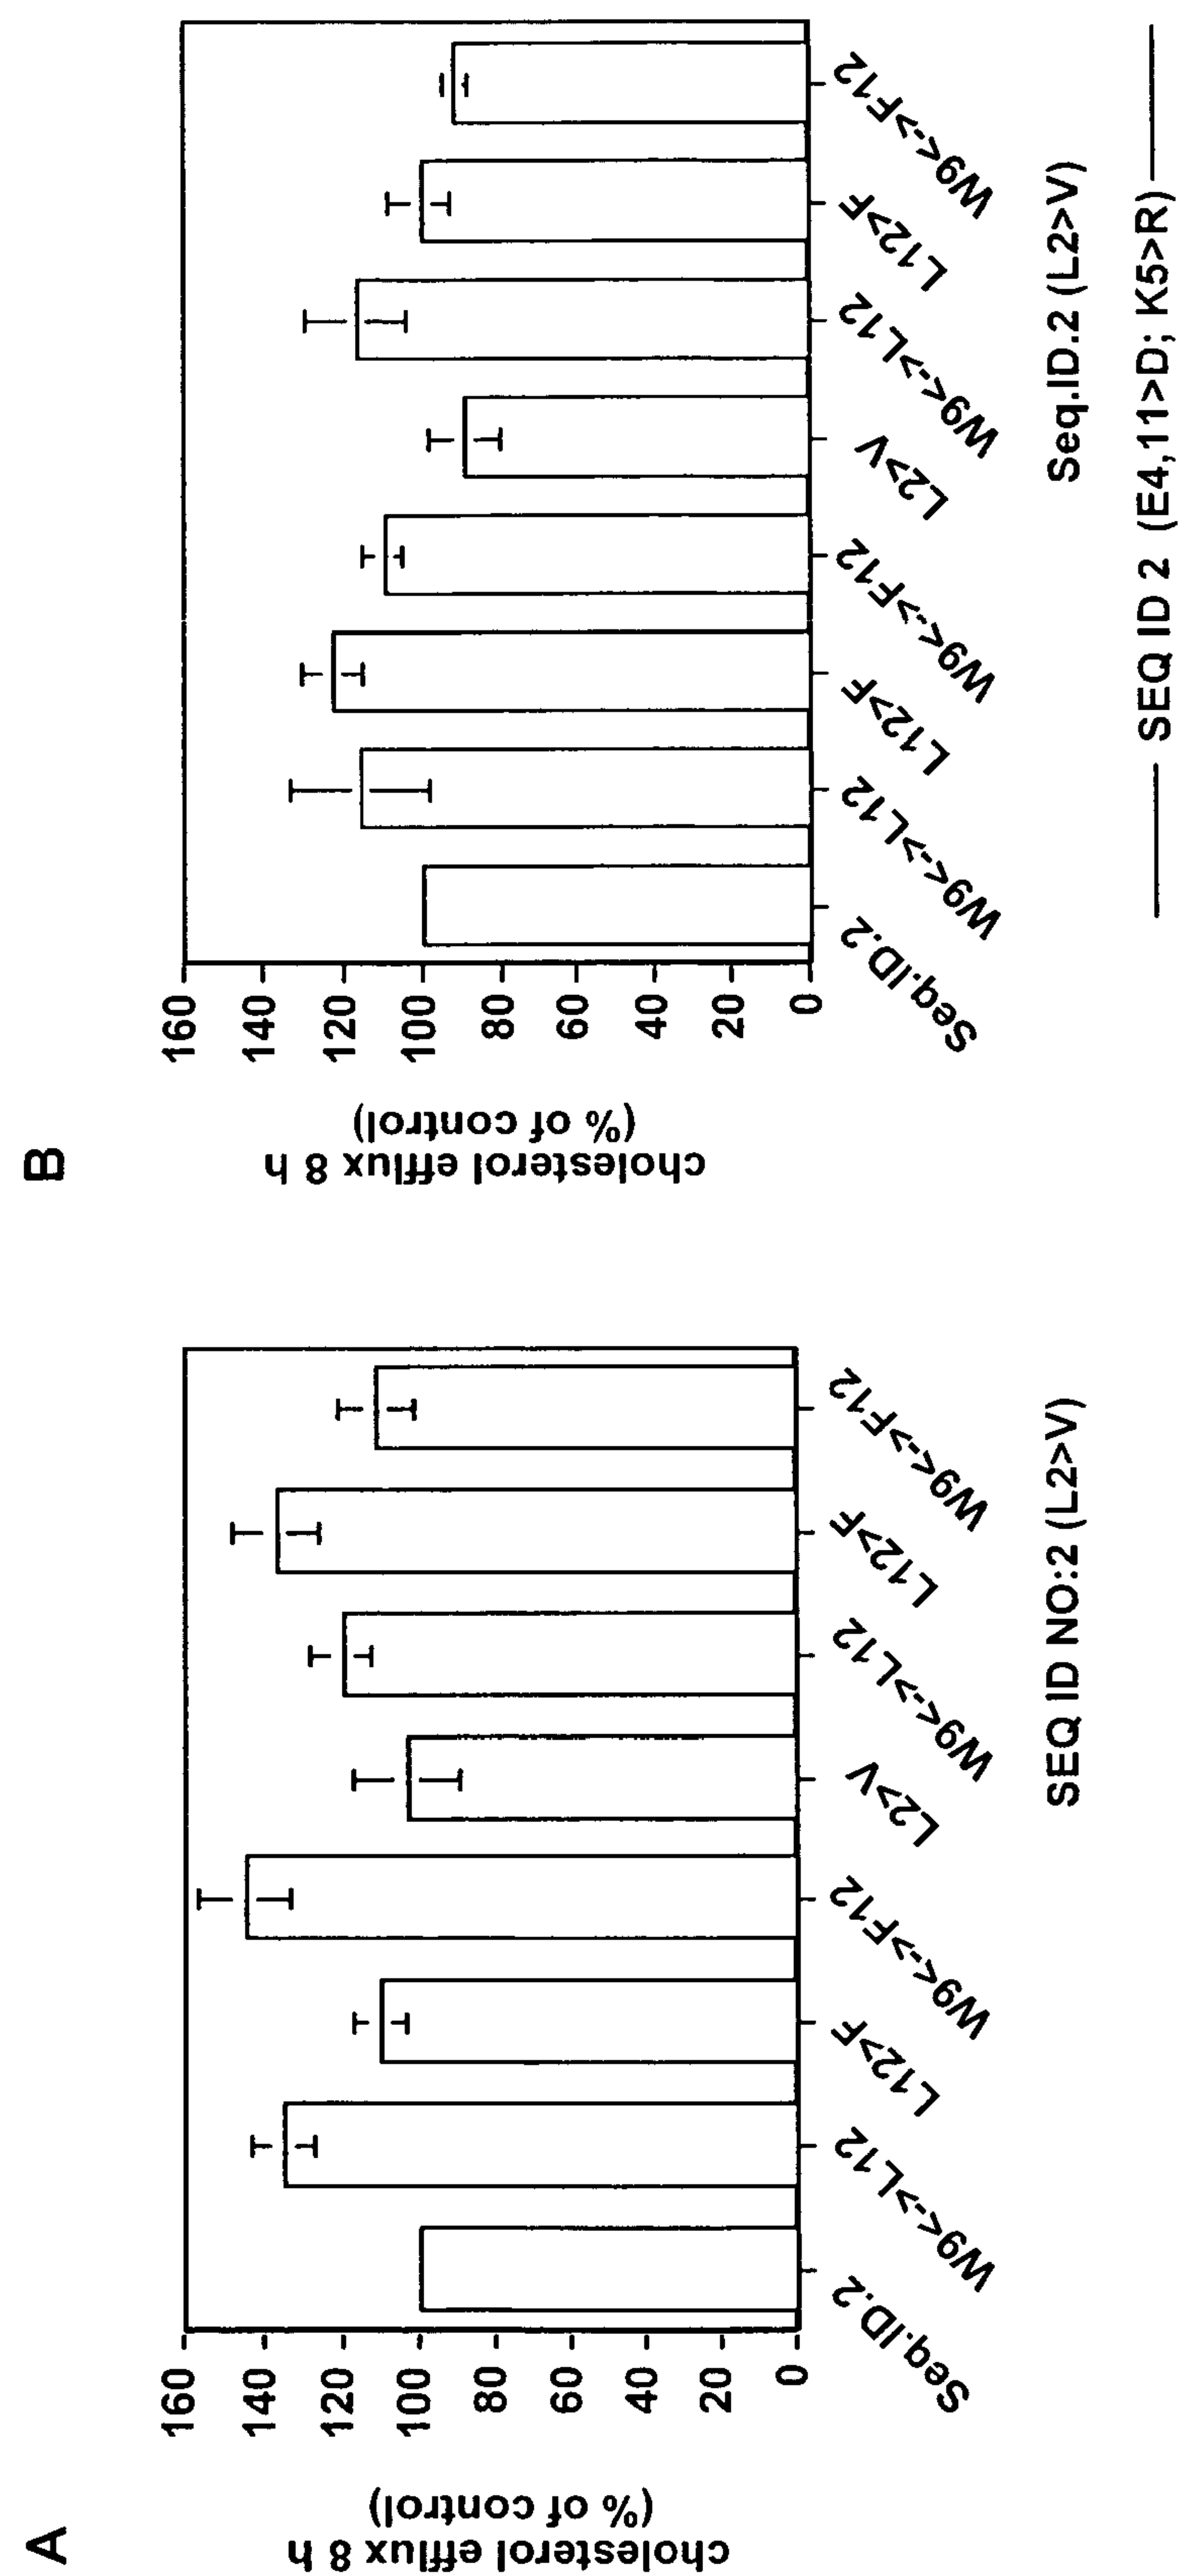 A
cholesterol efflux 8 h
(% of control)
160
140
120
100
80
60
40
20
0
Seq.ID.2
W9<->L12
L12>F
W9<->F12
L2>V
W9<->L12
L12>F
W9<->F12
SEQ ID NO:2 (L2>V)
B
cholesterol efflux 8 h
(% of control)
160
140
120
100
80
60
40
20
0
Seq.ID.2
W9<->L12
L12>F
W9<->F12
L2>V
W9<->L12
L12>F
W9<->F12
Seq.ID.2 (L2>V)
SEQ ID 2 (E4,11>D; K5>R)